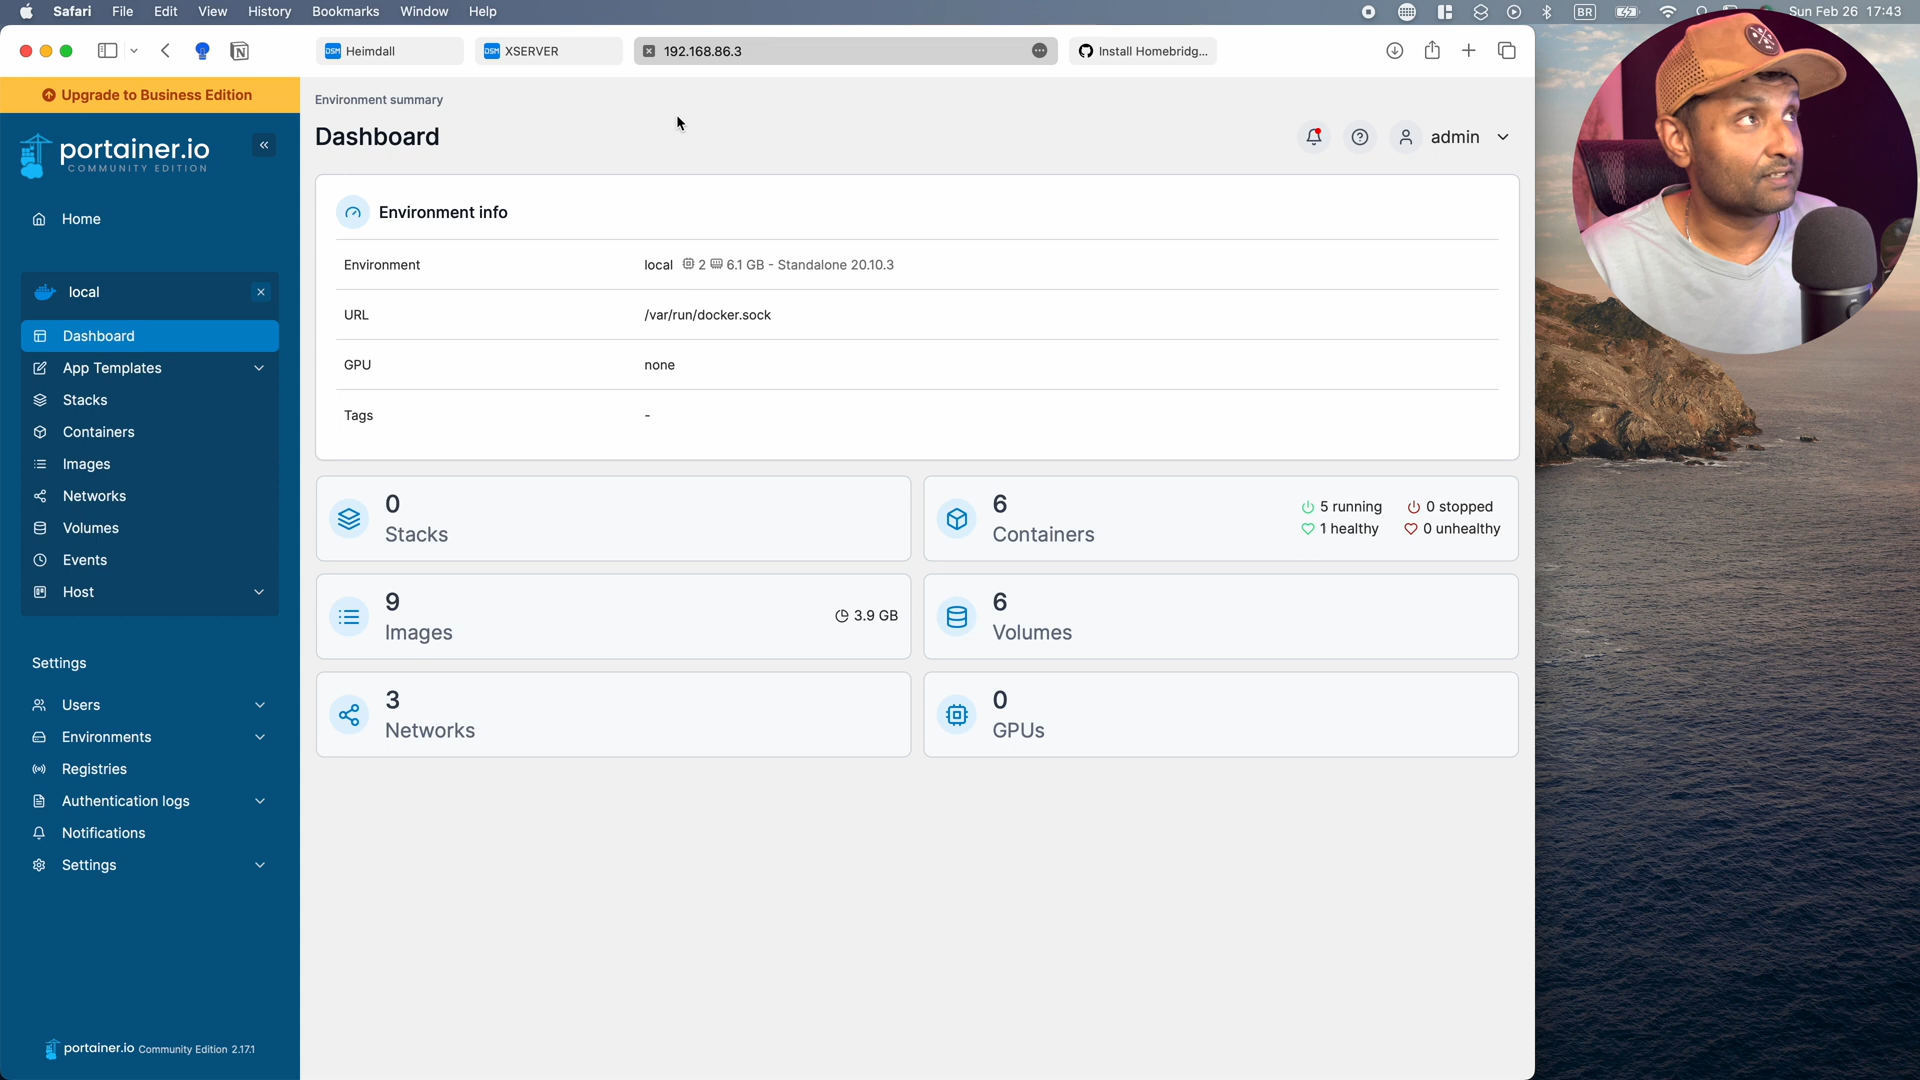 Safari File Edit View History Bookmarks Window Help
BR
Sun Feb 26 17:43
DSM Heimdall
DSM XSERVER
192.168.86.3
Install Homebridg...
Upgrade to Business Edition
portainer.io
COMMUNITY EDITION
Home
local
Dashboard
App Templates
Stacks
Containers
Images
Networks
Volumes
Events
Host
Settings
Users
Environments
Registries
Authentication logs
Notifications
Settings
portainer.io Community Edition 2.17.1
Environment summary
Dashboard
admin
Environment info
Environment local 2 6.1 GB - Standalone 20.10.3
URL /var/run/docker.sock
GPU none
Tags -
0
Stacks
6
Containers
5 running 0 stopped
1 healthy 0 unhealthy
9
Images
3.9 GB
6
Volumes
3
Networks
0
GPUs